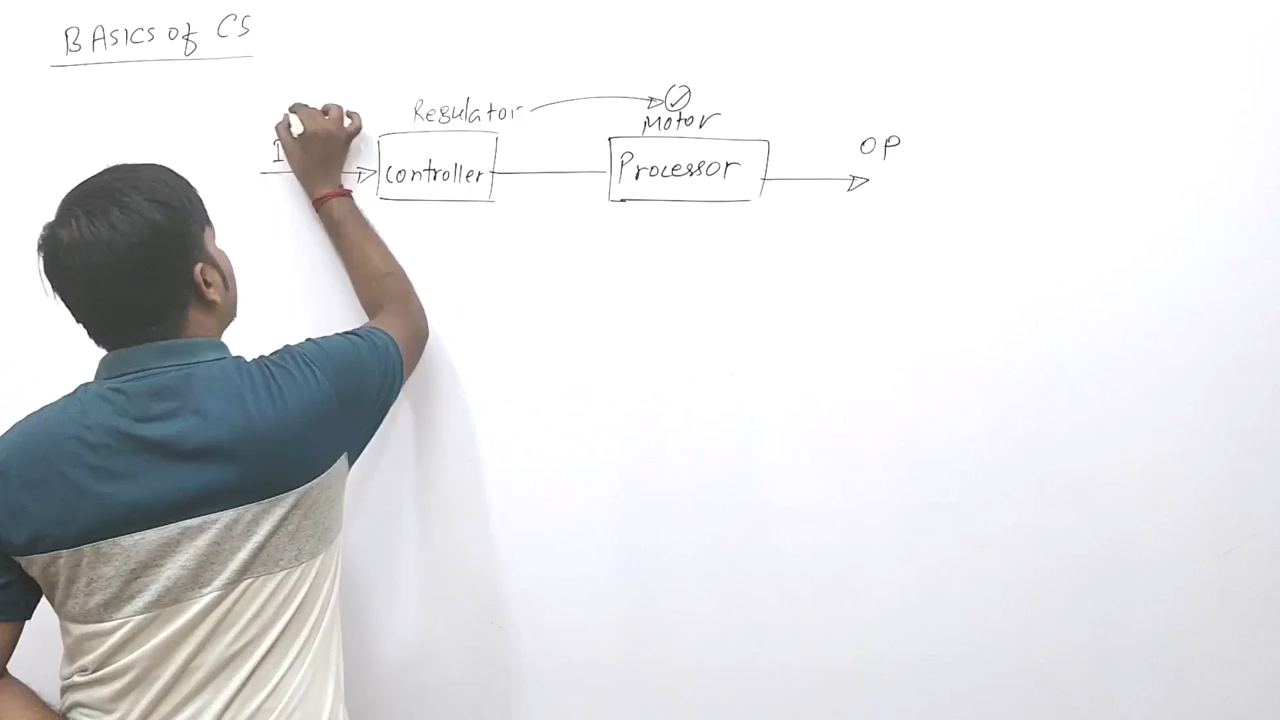 BASICS of CS
Regulator
Motor
controller
Processor
OP